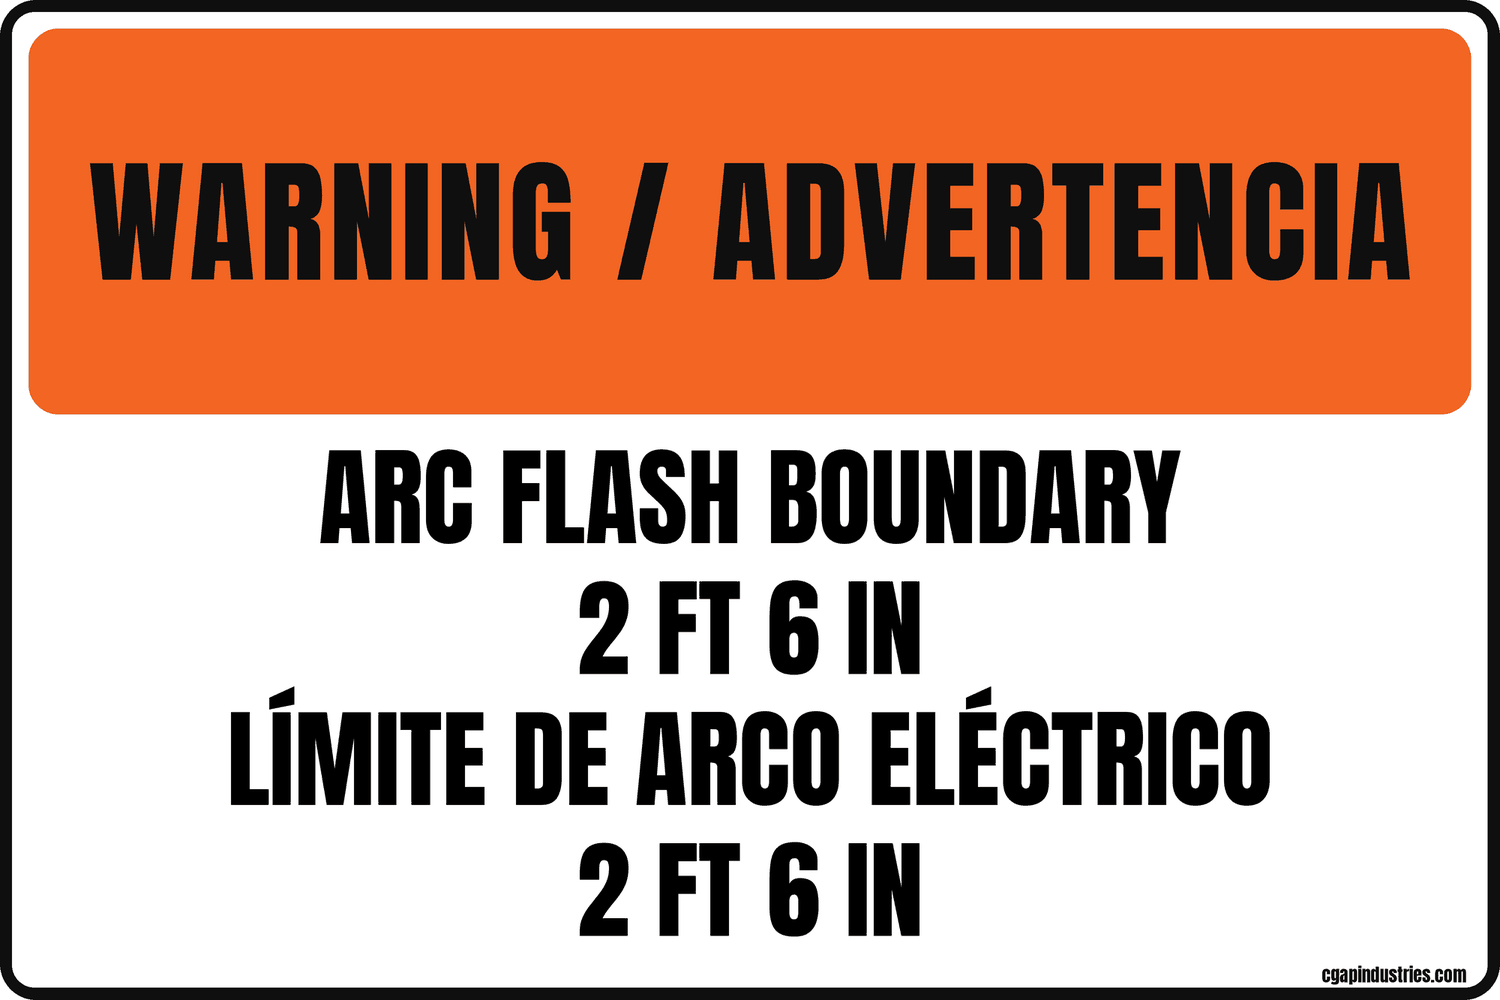 WARNING / ADVERTENCIA
ARC FLASH BOUNDARY
2 FT 6 IN
LÍMITE DE ARCO ELÉCTRICO
2 FT 6 IN
cgapindustries.com